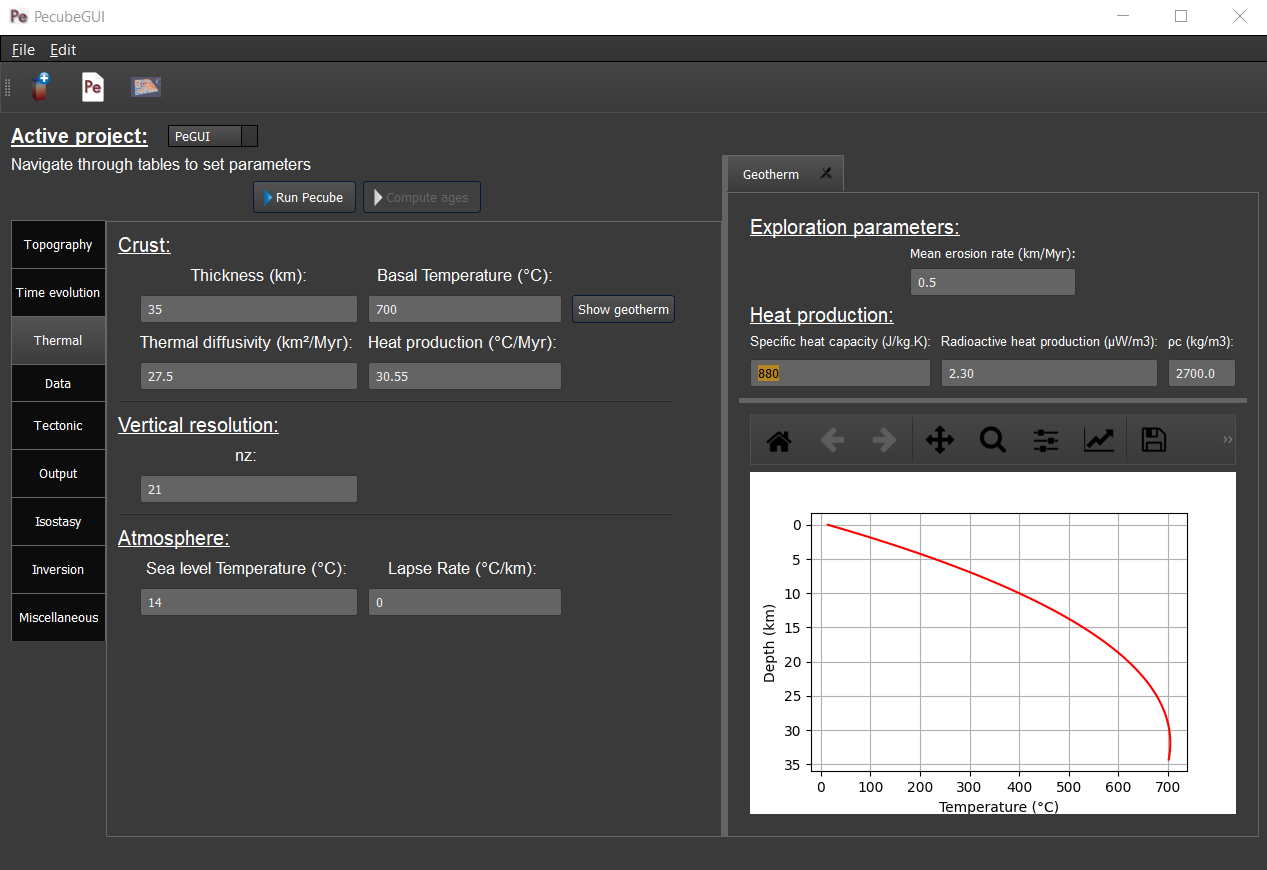 Pe PecubeGUI
File Edit
Pe
Active project: PeGUI
Navigate through tables to set parameters
Run Pecube Compute ages
Topography
Time evolution
Thermal
Data
Tectonic
Output
Isostasy
Inversion
Miscellaneous
Crust:
Thickness (km): Basal Temperature (°C):
35 700 Show geotherm
Thermal diffusivity (km²/Myr): Heat production (°C/Myr):
27.5 30.55
Vertical resolution:
nz:
21
Atmosphere:
Sea level Temperature (°C): Lapse Rate (°C/km):
14 0
Geotherm
Exploration parameters:
Mean erosion rate (km/Myr):
0.5
Heat production:
Specific heat capacity (J/kg.K): Radioactive heat production (µW/m3): ρc (kg/m3):
880 2.30 2700.0
»
0
5
10
15
20
25
30
35
Depth (km)
0 100 200 300 400 500 600 700
Temperature (°C)